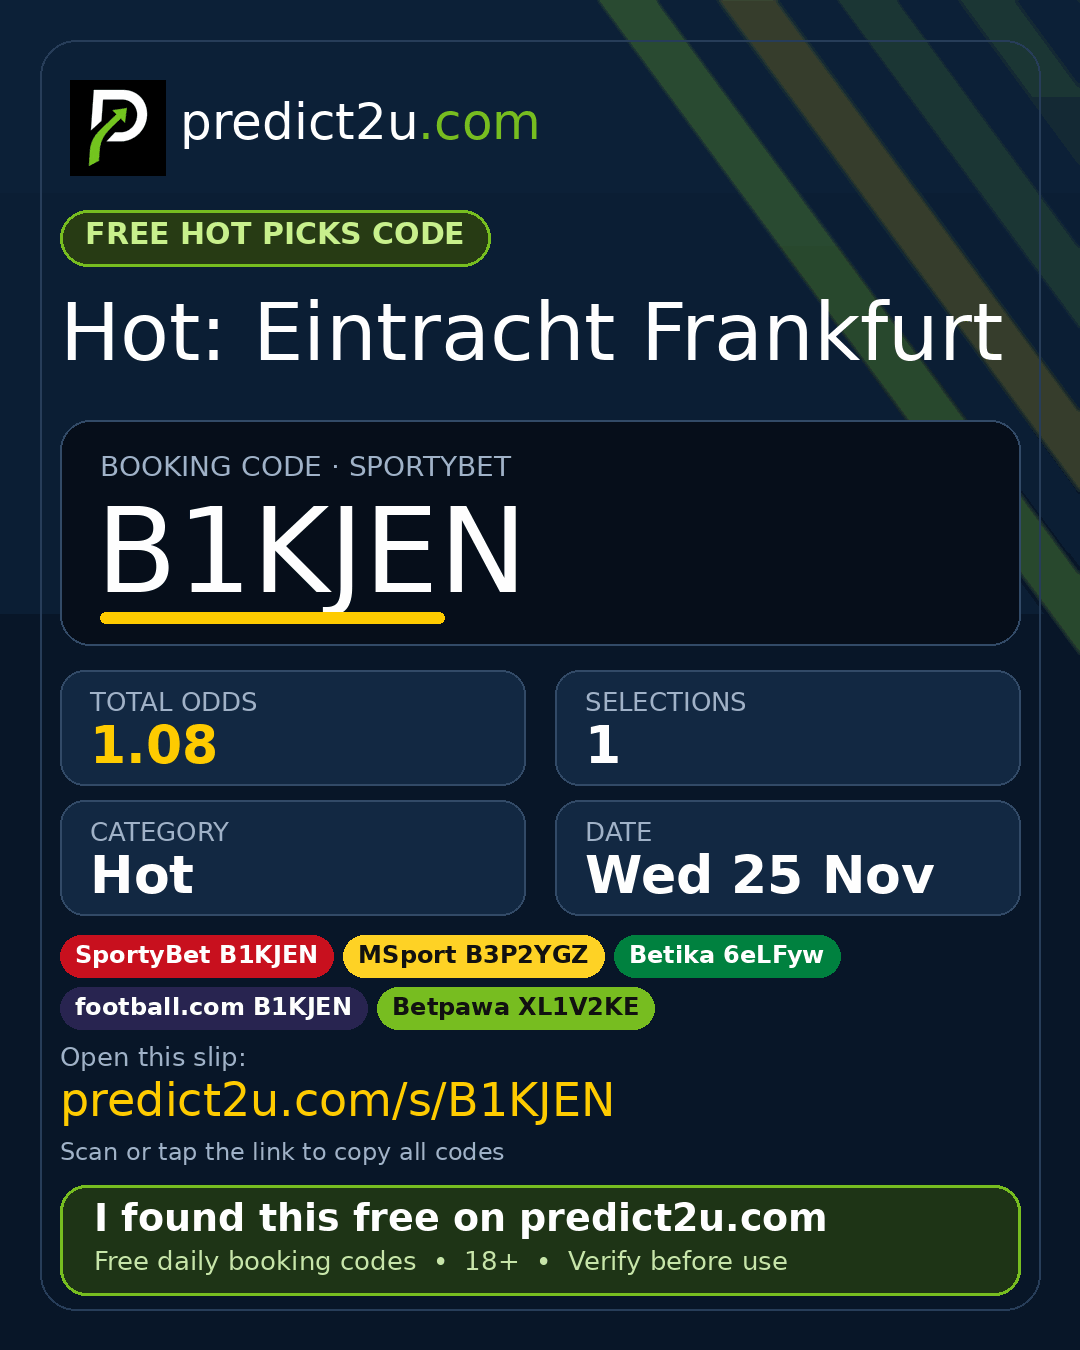 predict2u.com
FREE HOT PICKS CODE
Hot: Eintracht Frankfurt
BOOKING CODE · SPORTYBET
B1KJEN
TOTAL ODDS
1.08
SELECTIONS
1
CATEGORY
Hot
DATE
Wed 25 Nov
SportyBet B1KJEN
MSport B3P2YGZ
Betika 6eLFyw
football.com B1KJEN
Betpawa XL1V2KE
Open this slip:
predict2u.com/s/B1KJEN
Scan or tap the link to copy all codes
I found this free on predict2u.com
Free daily booking codes • 18+ • Verify before use